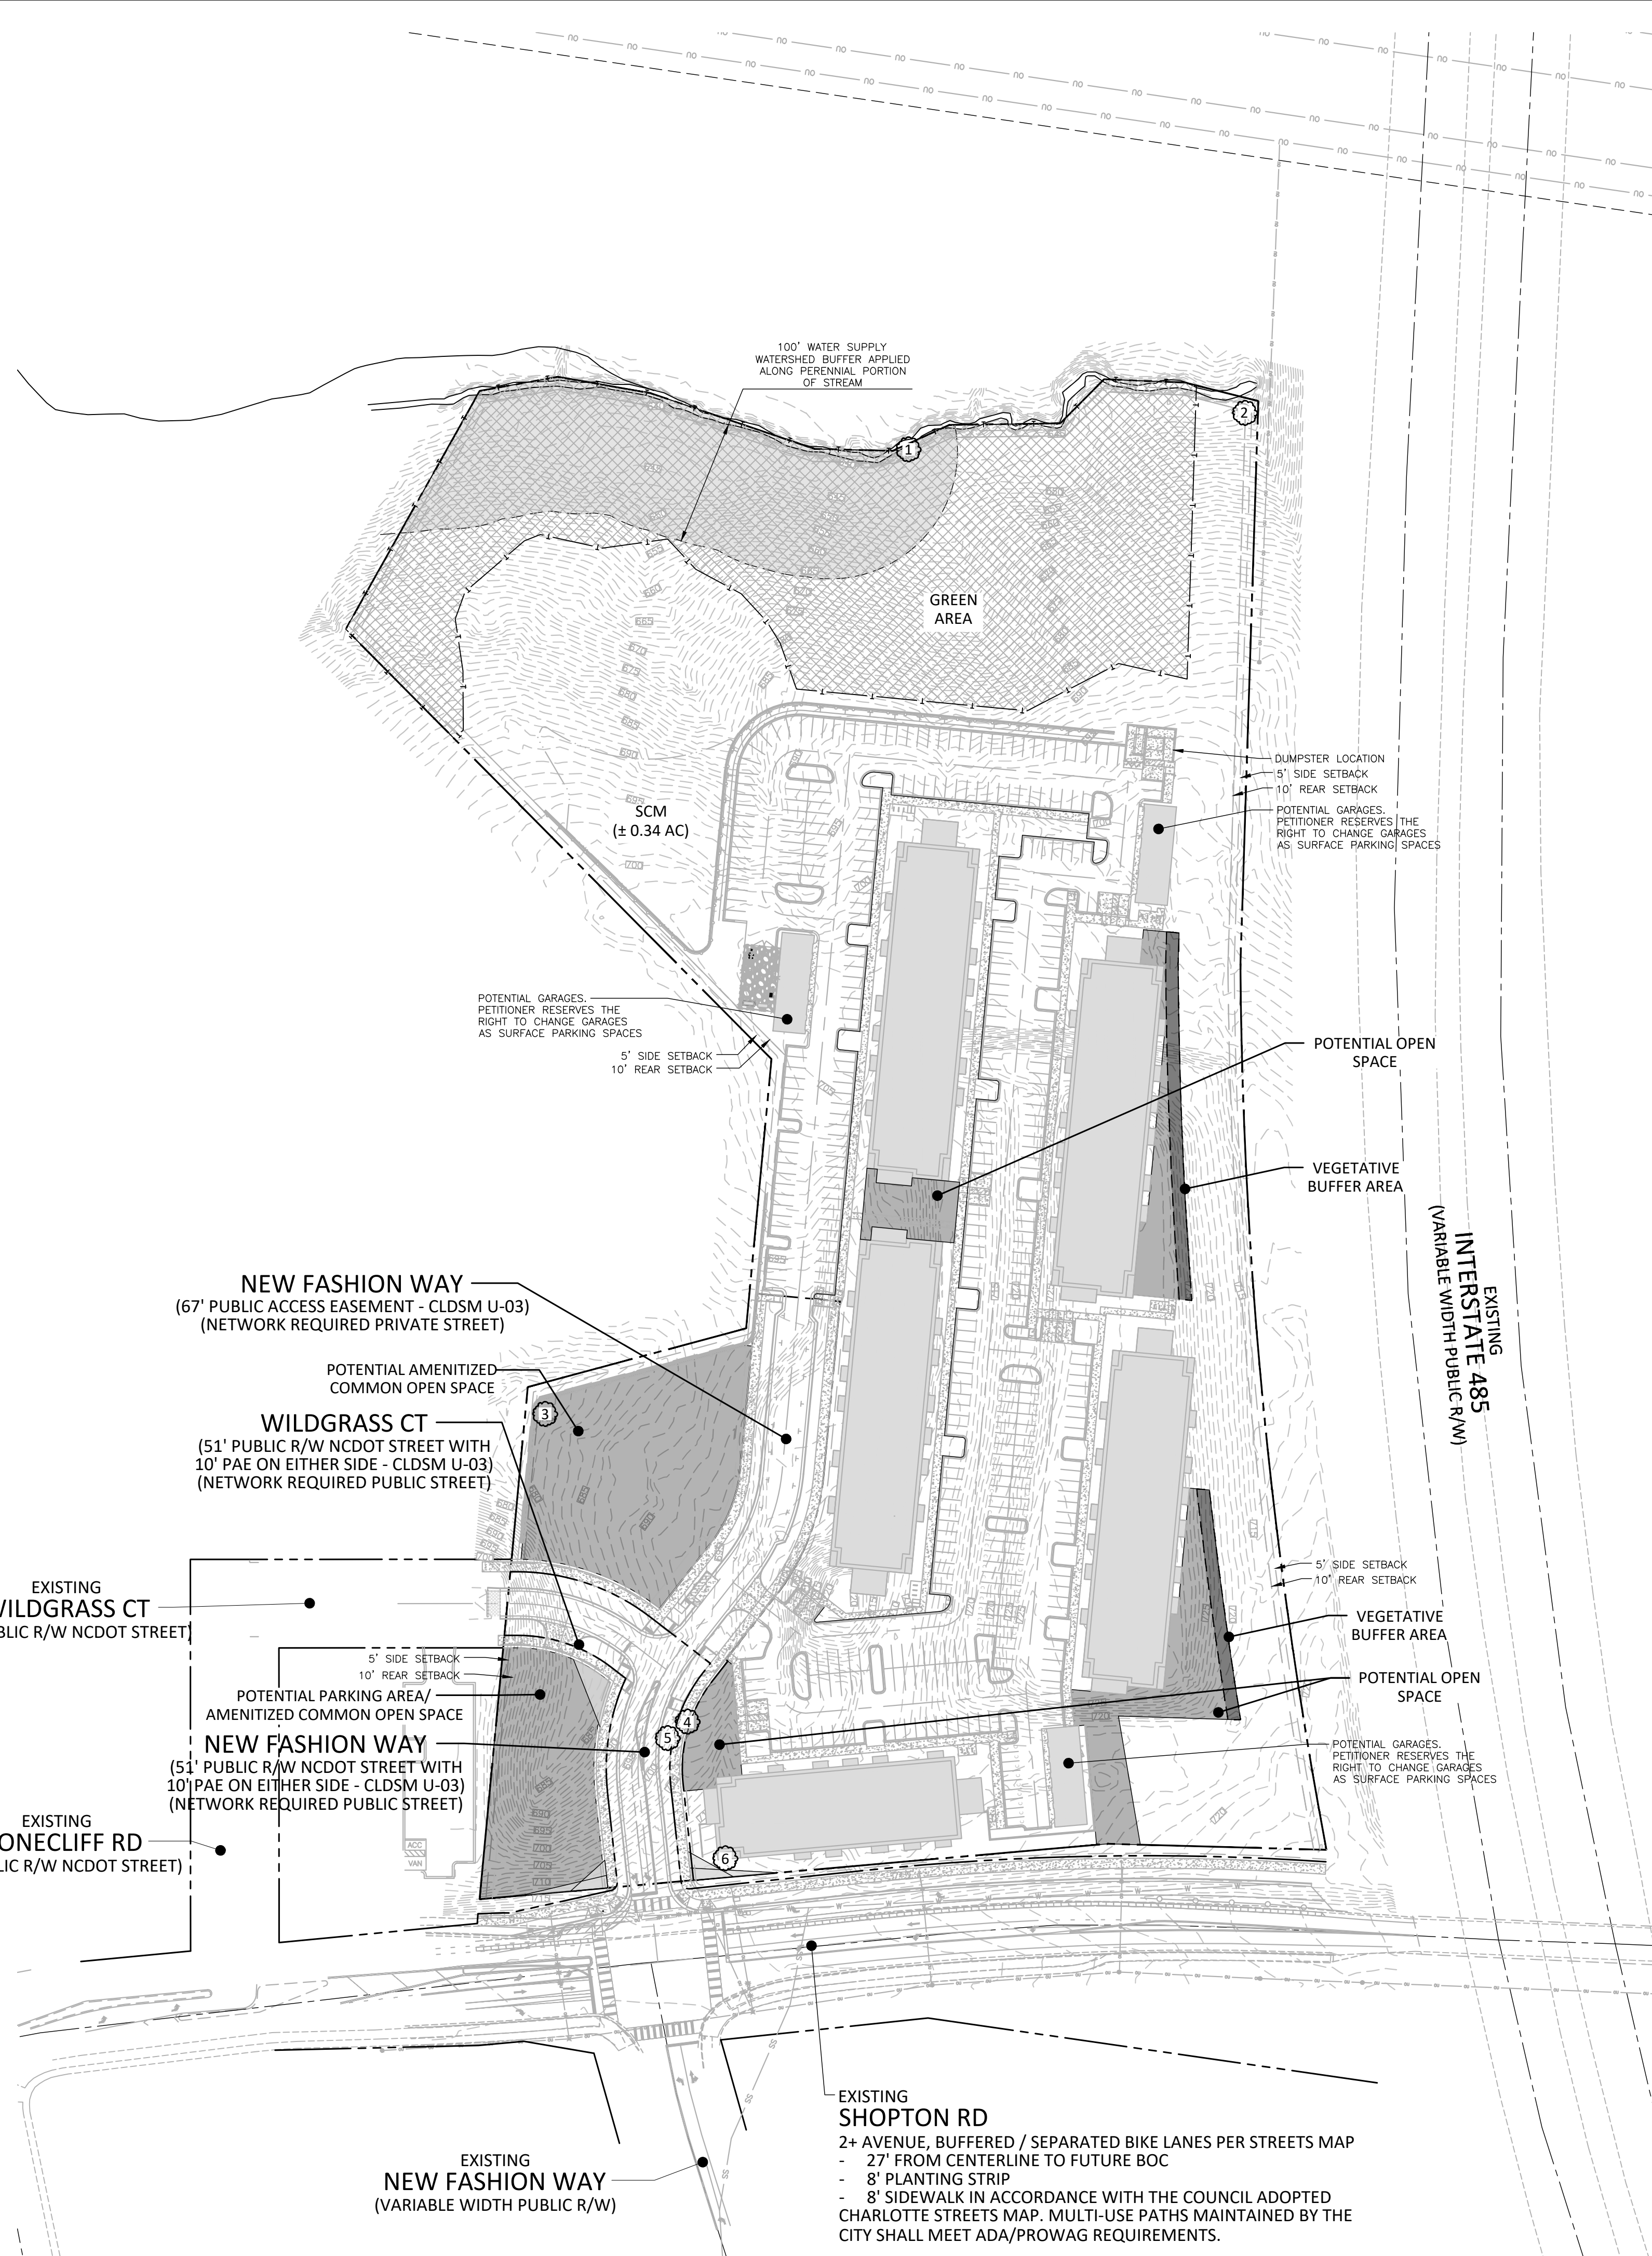 100' WATER SUPPLY
WATERSHED BUFFER APPLIED
ALONG PERENNIAL PORTION
OF STREAM
2
1
GREEN
AREA
DUMPSTER LOCATION
5' SIDE SETBACK
10' REAR SETBACK
POTENTIAL GARAGES.
PETITIONER RESERVES THE
RIGHT TO CHANGE GARAGES
AS SURFACE PARKING SPACES
SCM
(± 0.34 AC)
POTENTIAL GARAGES.
PETITIONER RESERVES THE
RIGHT TO CHANGE GARAGES
AS SURFACE PARKING SPACES
5' SIDE SETBACK
10' REAR SETBACK
POTENTIAL OPEN
SPACE
VEGETATIVE
BUFFER AREA
EXISTING
INTERSTATE 485
(VARIABLE WIDTH PUBLIC R/W)
NEW FASHION WAY
(67' PUBLIC ACCESS EASEMENT - CLDSM U-03)
(NETWORK REQUIRED PRIVATE STREET)
POTENTIAL AMENITIZED
COMMON OPEN SPACE
3
WILDGRASS CT
(51' PUBLIC R/W NCDOT STREET WITH
10' PAE ON EITHER SIDE - CLDSM U-03)
(NETWORK REQUIRED PUBLIC STREET)
EXISTING
WILDGRASS CT
BLIC R/W NCDOT STREET)
5' SIDE SETBACK
10' REAR SETBACK
VEGETATIVE
BUFFER AREA
5' SIDE SETBACK
10' REAR SETBACK
POTENTIAL PARKING AREA/
AMENITIZED COMMON OPEN SPACE
POTENTIAL OPEN
SPACE
4
5
NEW FASHION WAY
(51' PUBLIC R/W NCDOT STREET WITH
10' PAE ON EITHER SIDE - CLDSM U-03)
(NETWORK REQUIRED PUBLIC STREET)
POTENTIAL GARAGES.
PETITIONER RESERVES THE
RIGHT TO CHANGE GARAGES
AS SURFACE PARKING SPACES
EXISTING
ONECLIFF RD
LIC R/W NCDOT STREET)
ACC
VAN
6
EXISTING
SHOPTON RD
2+ AVENUE, BUFFERED / SEPARATED BIKE LANES PER STREETS MAP
- 27' FROM CENTERLINE TO FUTURE BOC
- 8' PLANTING STRIP
- 8' SIDEWALK IN ACCORDANCE WITH THE COUNCIL ADOPTED
CHARLOTTE STREETS MAP. MULTI-USE PATHS MAINTAINED BY THE
CITY SHALL MEET ADA/PROWAG REQUIREMENTS.
EXISTING
NEW FASHION WAY
(VARIABLE WIDTH PUBLIC R/W)